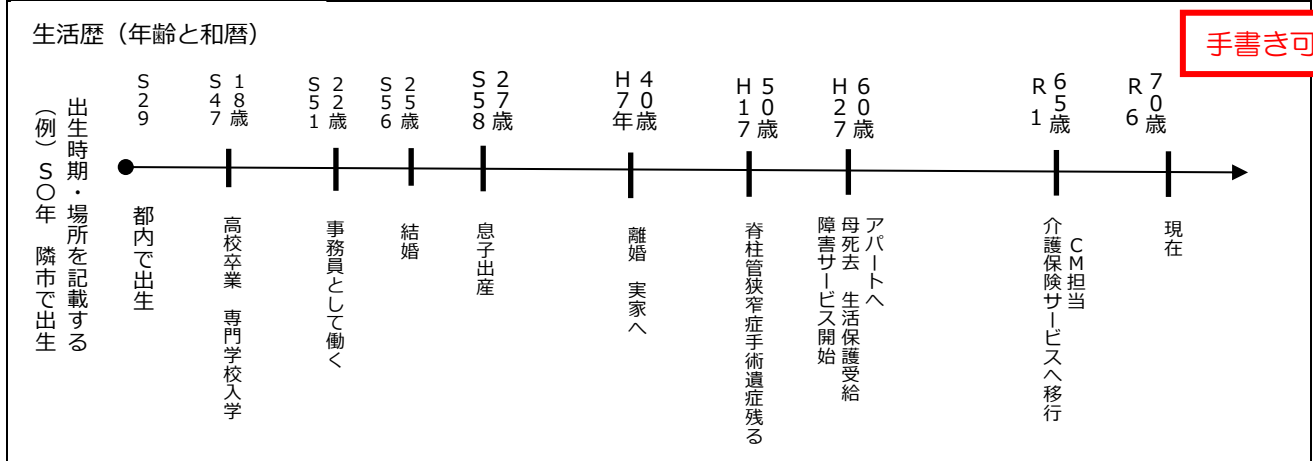 生活歴（年齢と和暦）
手書き可
出生時期・場所を記載する
（例）S〇年　隣市で出生
S29
都内で出生
18歳
S47
高校卒業　専門学校入学
22歳
S51
事務員として働く
25歳
S56
結婚
27歳
S58
息子出産
40歳
H7年
離婚　実家へ
50歳
H17
脊柱管狭窄症手術遺症残る
60歳
H27
アパートへ
母死去　生活保護受給
障害サービス開始
65歳
R1
CM担当
介護保険サービスへ移行
70歳
R6
現在